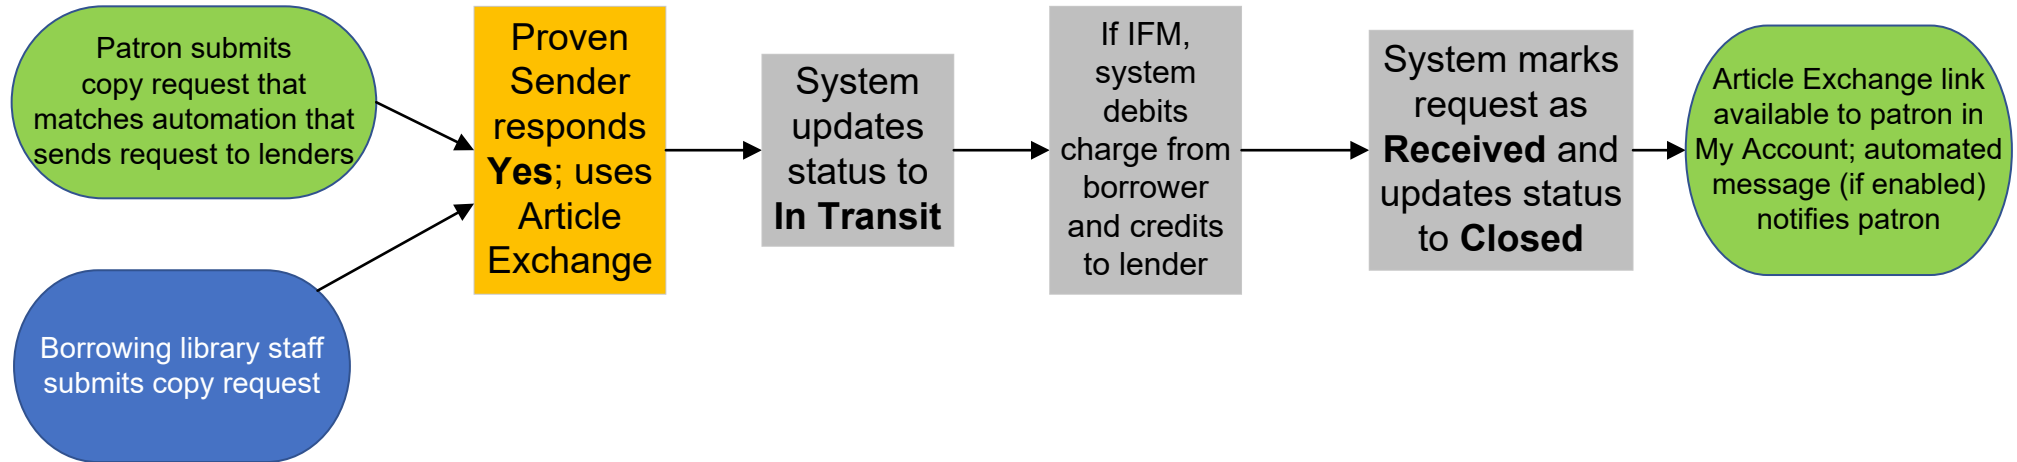 Patron submits
copy request that
matches automation that
sends request to lenders
Borrowing library staff
submits copy request
Proven
Sender
responds
Yes; uses
Article
Exchange
System
updates
status to
In Transit
If IFM,
system
debits
charge from
borrower
and credits
to lender
System marks
request as
Received and
updates status
to Closed
Article Exchange link
available to patron in
My Account; automated
message (if enabled)
notifies patron